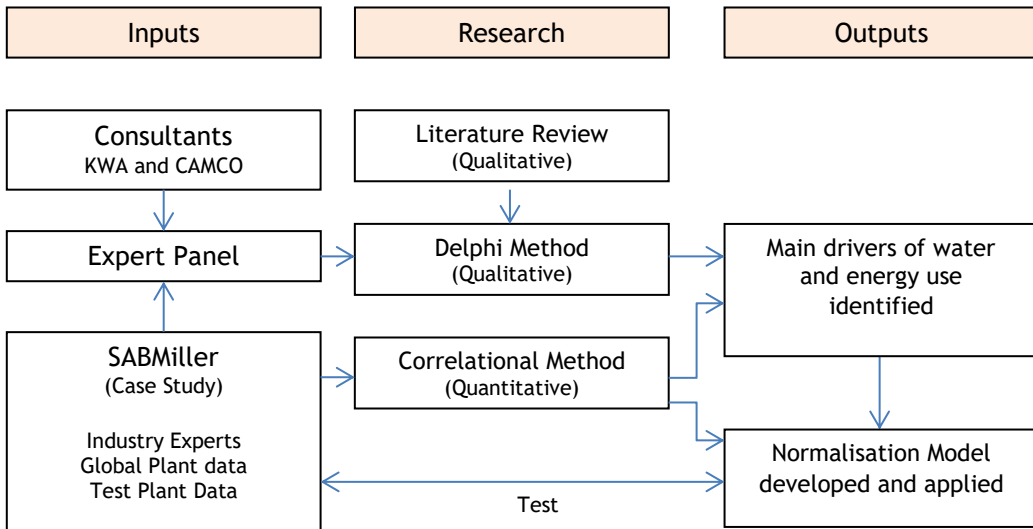 Inputs
Research
Outputs
Consultants
KWA and CAMCO
Literature Review
(Qualitative)
Expert Panel
Delphi Method
(Qualitative)
Main drivers of water
and energy use
identified
SABMiller
(Case Study)
Industry Experts
Global Plant data
Test Plant Data
Correlational Method
(Quantitative)
Normalisation Model
developed and applied
Test